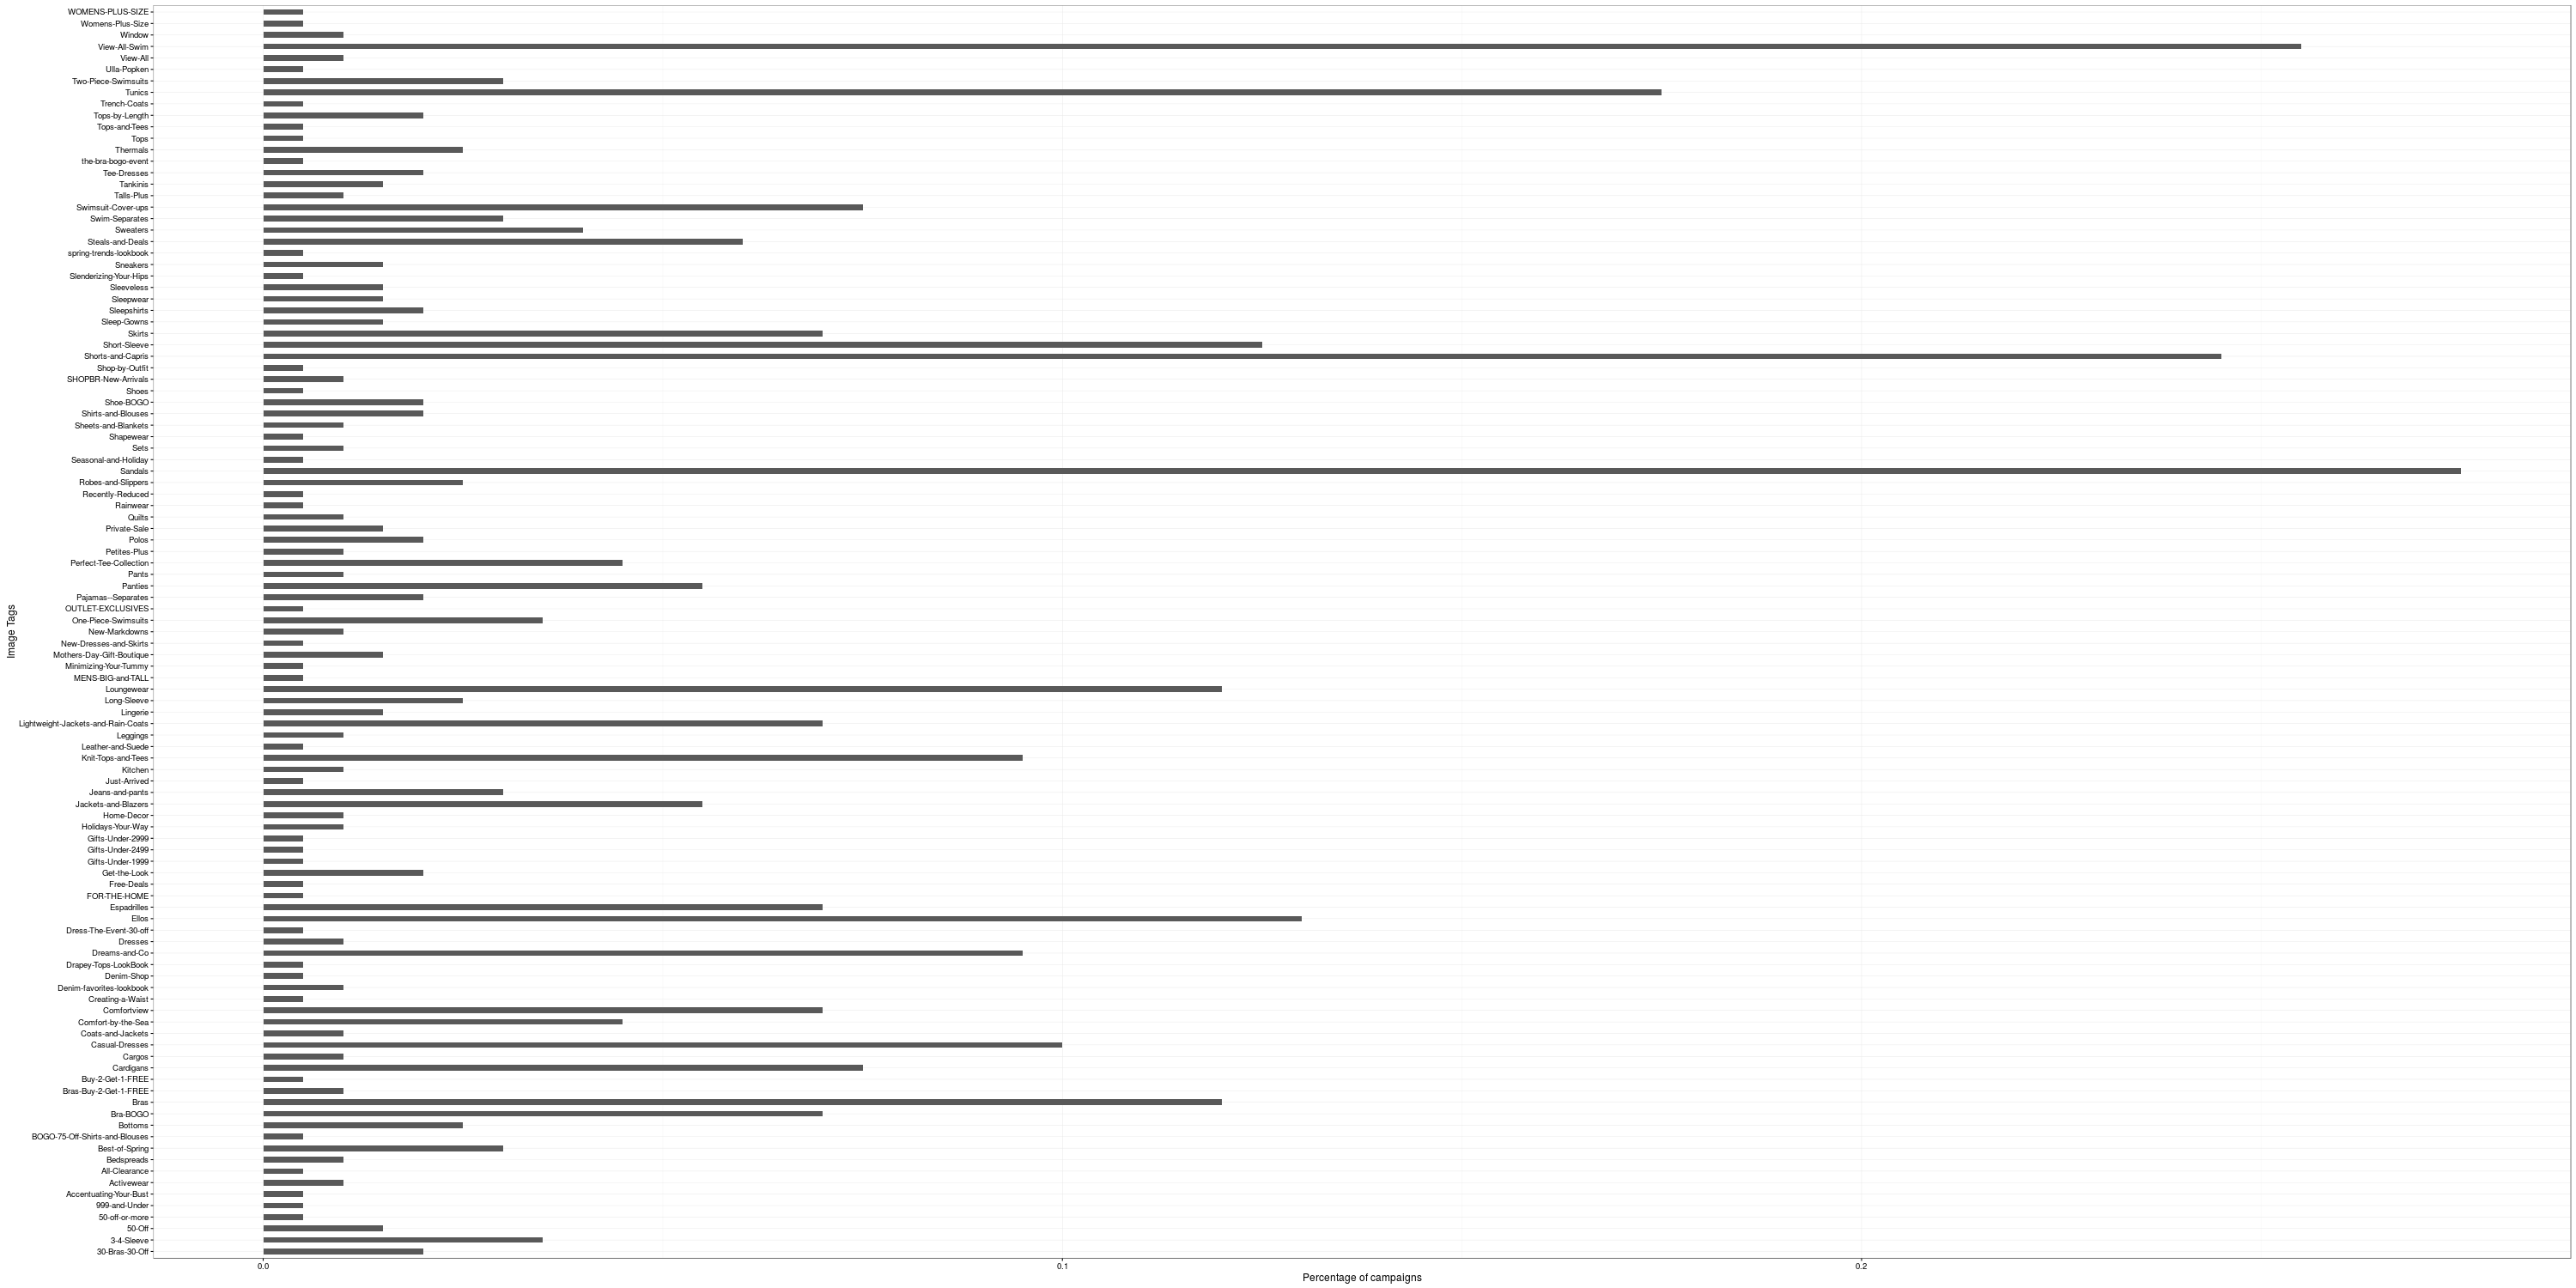 WOMENS-PLUS-SIZE
Womens-Plus-Size
Window
View-All-Swim
View-All
Ulla-Popken
Two-Piece-Swimsuits
Tunics
Trench-Coats
Tops-by-Length
Tops-and-Tees
Tops
Thermals
the-bra-bogo-event
Tee-Dresses
Tankinis
Talls-Plus
Swimsuit-Cover-ups
Swim-Separates
Sweaters
Steals-and-Deals
spring-trends-lookbook
Sneakers
Slenderizing-Your-Hips
Sleeveless
Sleepwear
Sleepshirts
Sleep-Gowns
Skirts
Short-Sleeve
Shorts-and-Capris
Shop-by-Outfit
SHOPBR-New-Arrivals
Shoes
Shoe-BOGO
Shirts-and-Blouses
Sheets-and-Blankets
Shapewear
Sets
Seasonal-and-Holiday
Sandals
Robes-and-Slippers
Recently-Reduced
Rainwear
Quilts
Private-Sale
Polos
Petites-Plus
Perfect-Tee-Collection
Pants
Panties
Pajamas--Separates
OUTLET-EXCLUSIVES
One-Piece-Swimsuits
New-Markdowns
New-Dresses-and-Skirts
Mothers-Day-Gift-Boutique
Minimizing-Your-Tummy
MENS-BIG-and-TALL
Loungewear
Long-Sleeve
Lingerie
Lightweight-Jackets-and-Rain-Coats
Leggings
Leather-and-Suede
Knit-Tops-and-Tees
Kitchen
Just-Arrived
Jeans-and-pants
Jackets-and-Blazers
Home-Decor
Holidays-Your-Way
Gifts-Under-2999
Gifts-Under-2499
Gifts-Under-1999
Get-the-Look
Free-Deals
FOR-THE-HOME
Espadrilles
Ellos
Dress-The-Event-30-off
Dresses
Dreams-and-Co
Drapey-Tops-LookBook
Denim-Shop
Denim-favorites-lookbook
Creating-a-Waist
Comfortview
Comfort-by-the-Sea
Coats-and-Jackets
Casual-Dresses
Cargos
Cardigans
Buy-2-Get-1-FREE
Bras-Buy-2-Get-1-FREE
Bras
Bra-BOGO
Bottoms
BOGO-75-Off-Shirts-and-Blouses
Best-of-Spring
Bedspreads
All-Clearance
Activewear
Accentuating-Your-Bust
999-and-Under
50-off-or-more
50-Off
3-4-Sleeve
30-Bras-30-Off
Image Tags
0.0 0.1 0.2
Percentage of campaigns